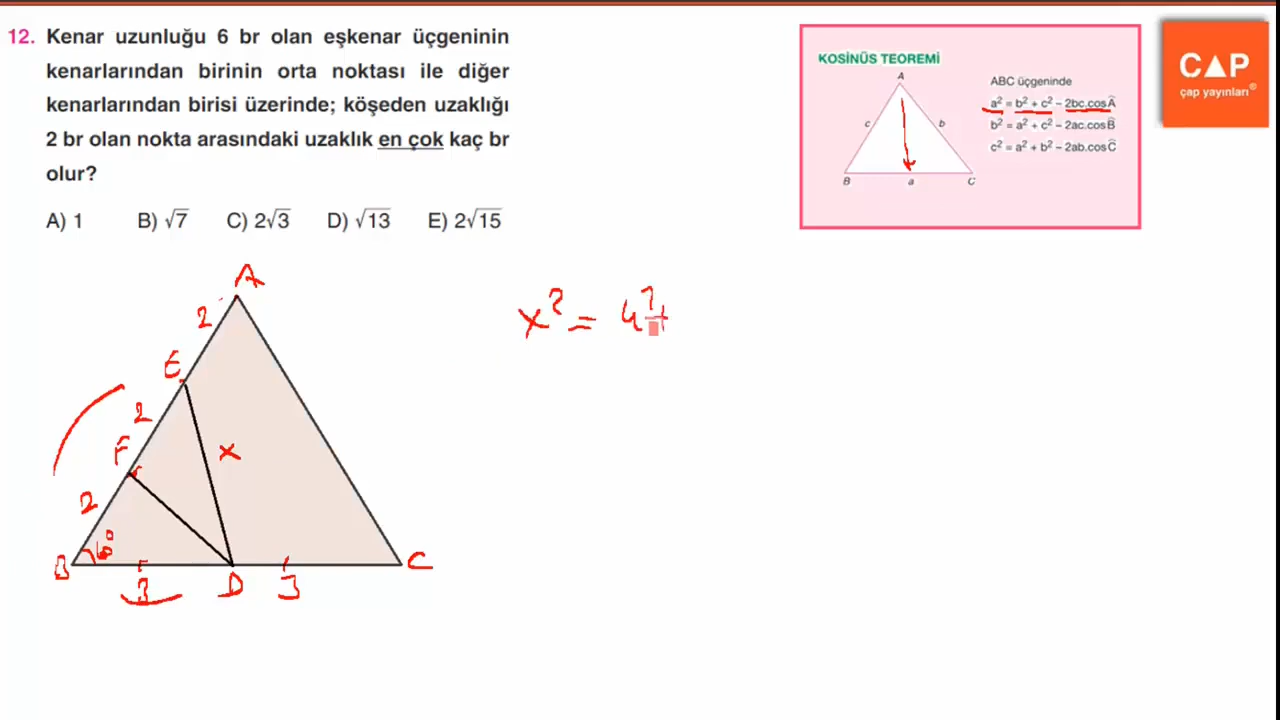 12. Kenar uzunluğu 6 br olan eşkenar üçgeninin
kenarlarından birinin orta noktası ile diğer
kenarlarından birisi üzerinde; köşeden uzaklığı
2 br olan nokta arasındaki uzaklık en çok kaç br
olur?
A) 1 B) √7 C) 2√3 D) √13 E) 2√15
KOSİNÜS TEOREMİ
A
c
b
B
a
C
ABC üçgeninde
a² = b² + c² – 2bc.cosÂ
b² = a² + c² – 2ac.cosB̂
c² = a² + b² – 2ab.cosĈ
ÇAP
çap yayınları®
A
2
E
2
F
x
2
60°
B
3
D
3
C
x² = 4² +